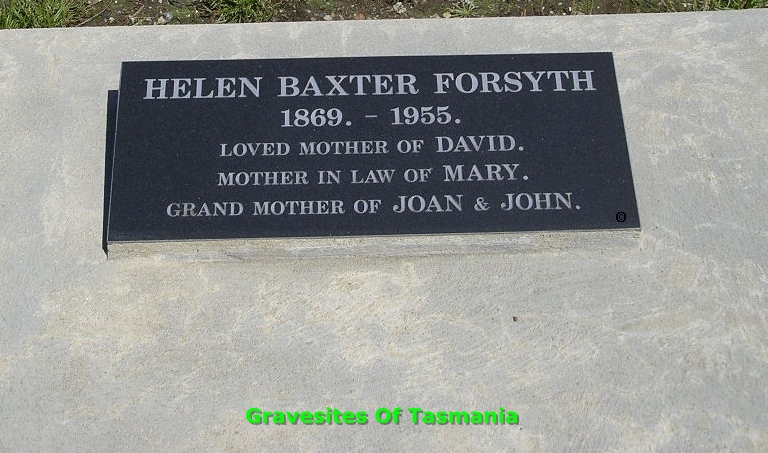 HELEN BAXTER FORSYTH
1869. - 1955.
LOVED MOTHER OF DAVID.
MOTHER IN LAW OF MARY.
GRAND MOTHER OF JOAN & JOHN.
Gravesites Of Tasmania